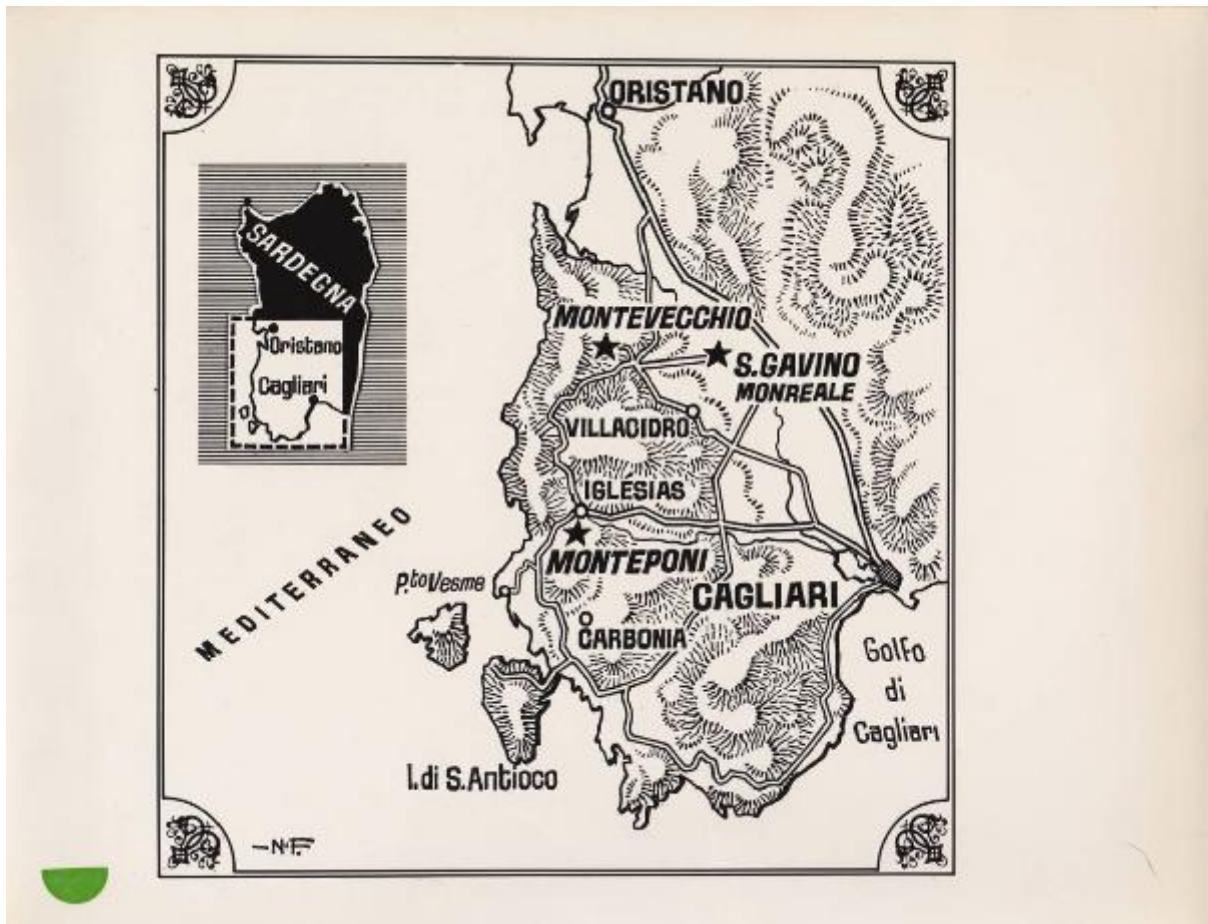 ORISTANO
SARDEGNA
Oristano
Cagliari
MONTEVECCHIO
S. GAVINO
MONREALE
VILLACIDRO
IGLÉSIAS
MONTEPONI
MEDITERRANEO
P.to Vesme
CAGLIARI
CARBONIA
Golfo
di
Cagliari
I. di S. Antioco